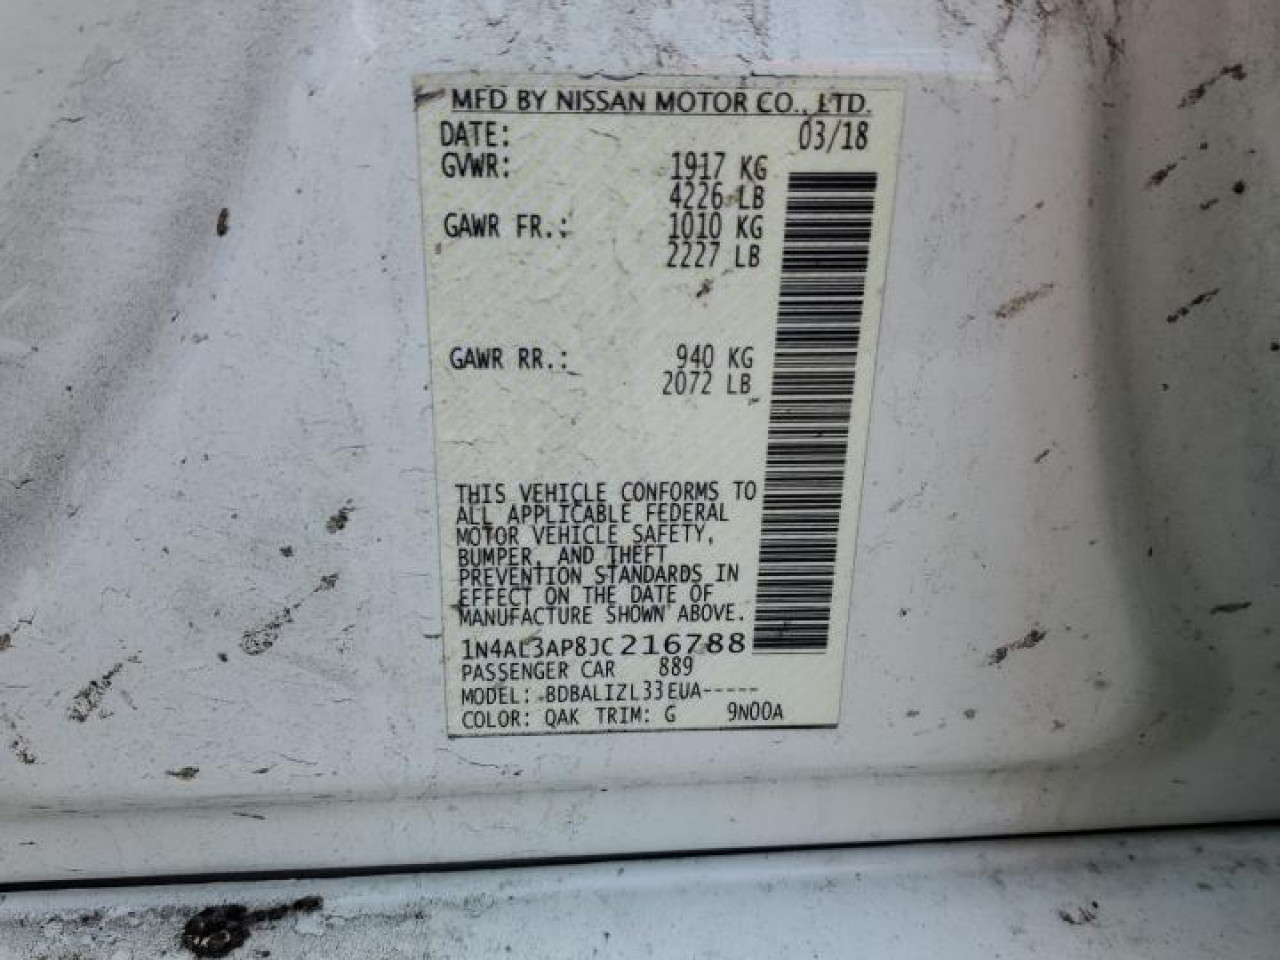 MFD BY NISSAN MOTOR CO., LTD.
DATE: 03/18
GVWR: 1917 KG
4226 LB
GAWR FR.: 1010 KG
2227 LB
GAWR RR.: 940 KG
2072 LB
THIS VEHICLE CONFORMS TO
ALL APPLICABLE FEDERAL
MOTOR VEHICLE SAFETY,
BUMPER, AND THEFT
PREVENTION STANDARDS IN
EFFECT ON THE DATE OF
MANUFACTURE SHOWN ABOVE.
1N4AL3AP8JC216788
PASSENGER CAR 889
MODEL: BDBALIZL33EUA-----
COLOR: QAK TRIM: G 9N00A